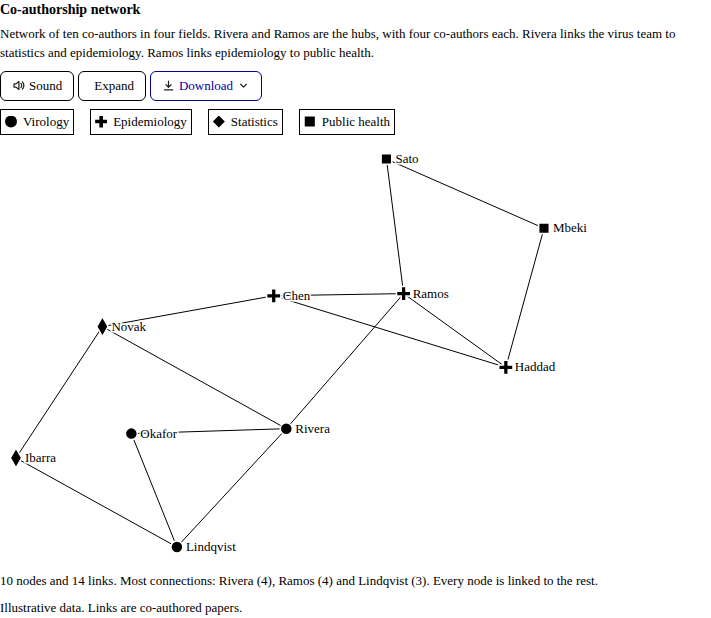 Co-authorship network
Network of ten co-authors in four fields. Rivera and Ramos are the hubs, with four co-authors each. Rivera links the virus team to
statistics and epidemiology. Ramos links epidemiology to public health.
Sound Expand Download
Virology Epidemiology Statistics Public health
Sato
Mbeki
Chen Ramos
Novak
Haddad
Okafor Rivera
Ibarra
Lindqvist
10 nodes and 14 links. Most connections: Rivera (4), Ramos (4) and Lindqvist (3). Every node is linked to the rest.
Illustrative data. Links are co-authored papers.